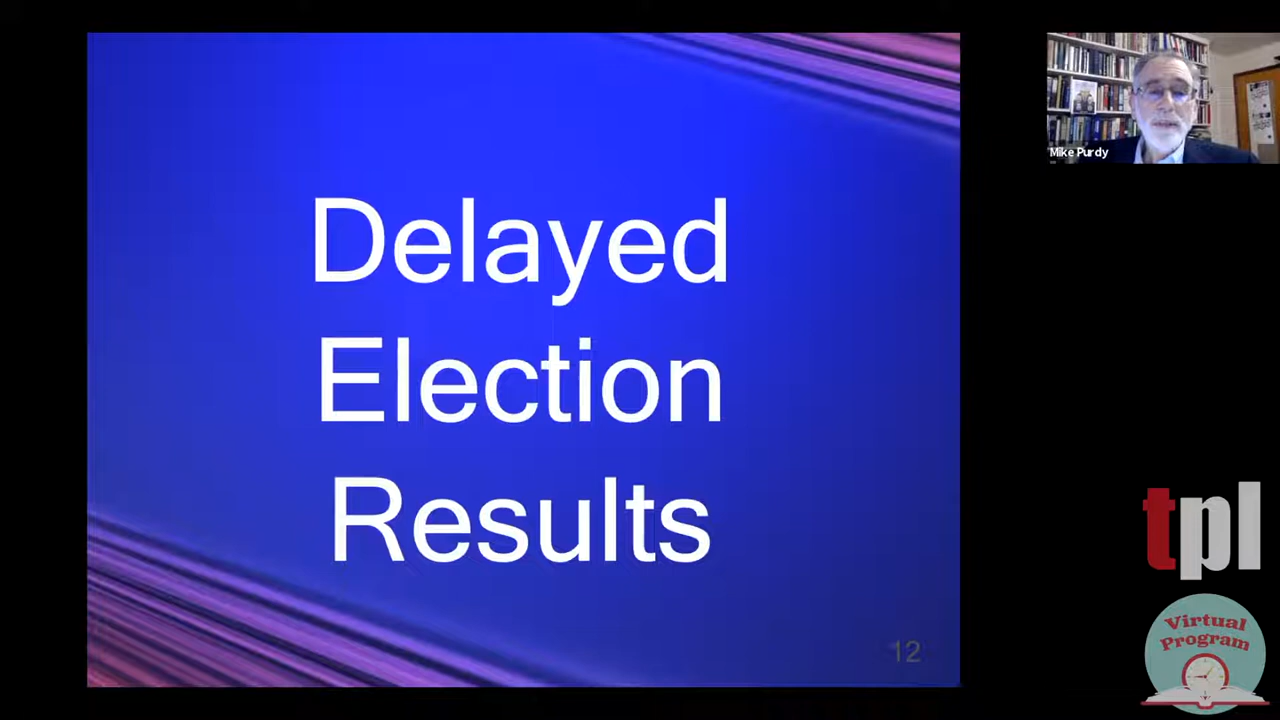 Delayed
Election
Results
12
Mike Purdy
tpl
Virtual
Program